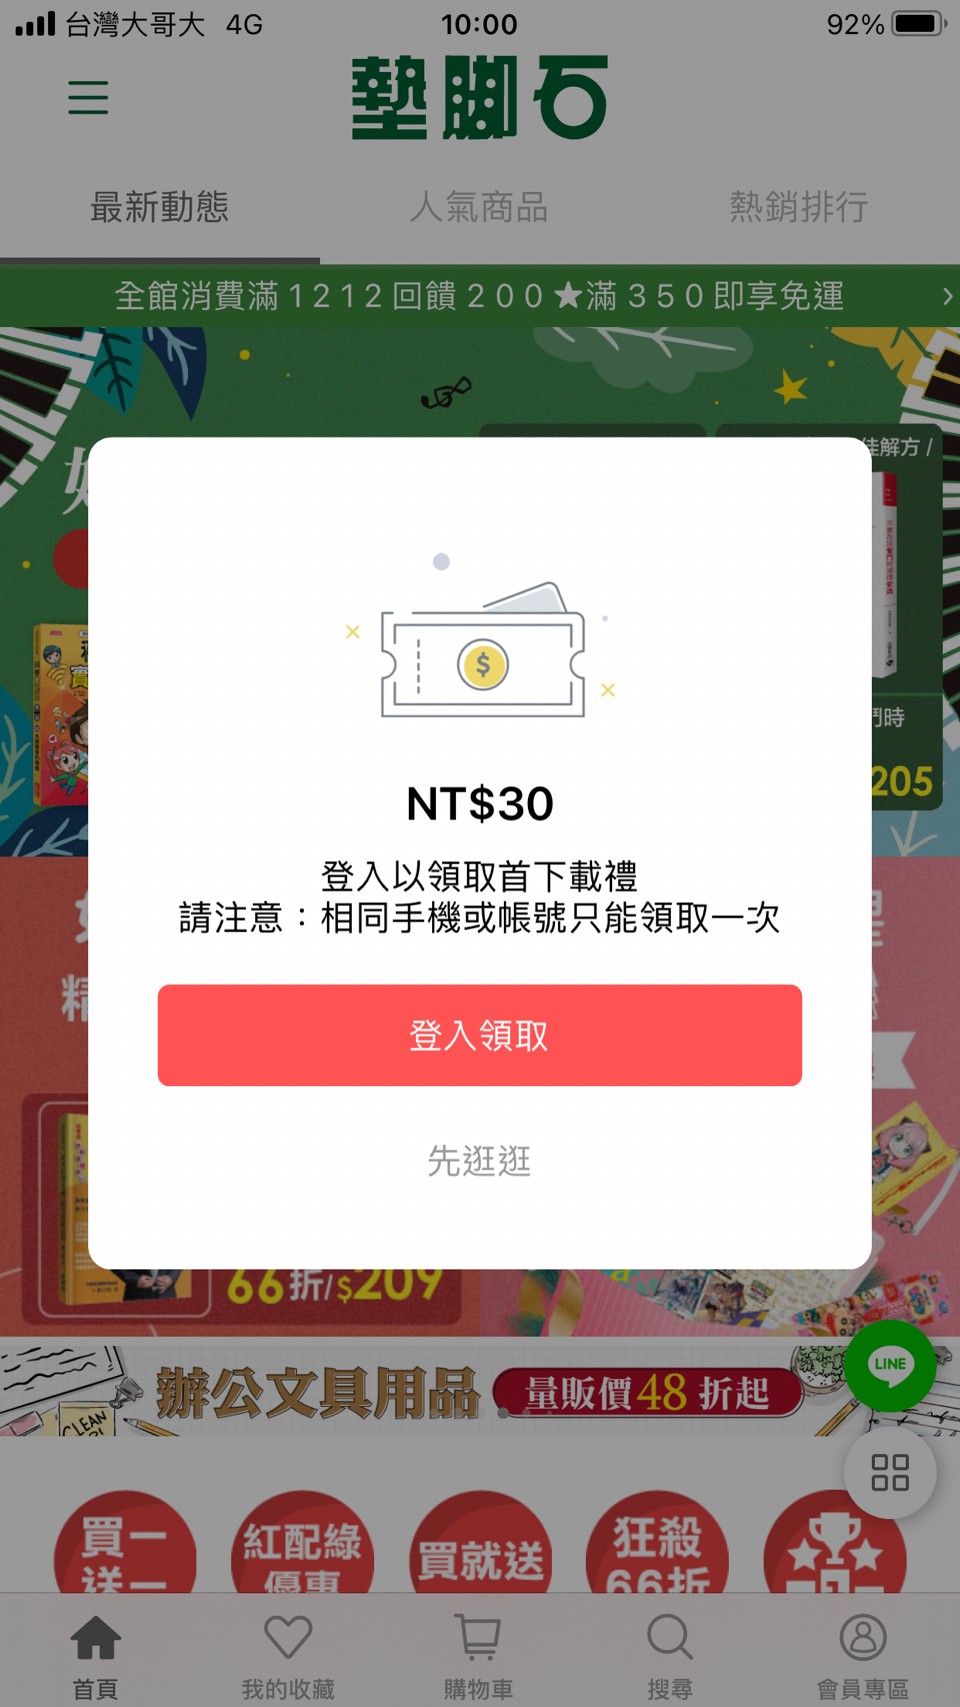 台灣大哥大 4G 10:00 92%
墊腳石
最新動態 人氣商品 熱銷排行
全館消費滿1212回饋200★滿350即享免運
佳解方 /
NT$30
鬥時
205
登入以領取首下載禮
請注意：相同手機或帳號只能領取一次
精
登入領取
先逛逛
66折/$209
辦公文具用品 量販價48折起
LINE
CLEAN
買一送一
紅配綠優惠
買就送
狂殺66折
首頁 我的收藏 購物車 搜尋 會員專區